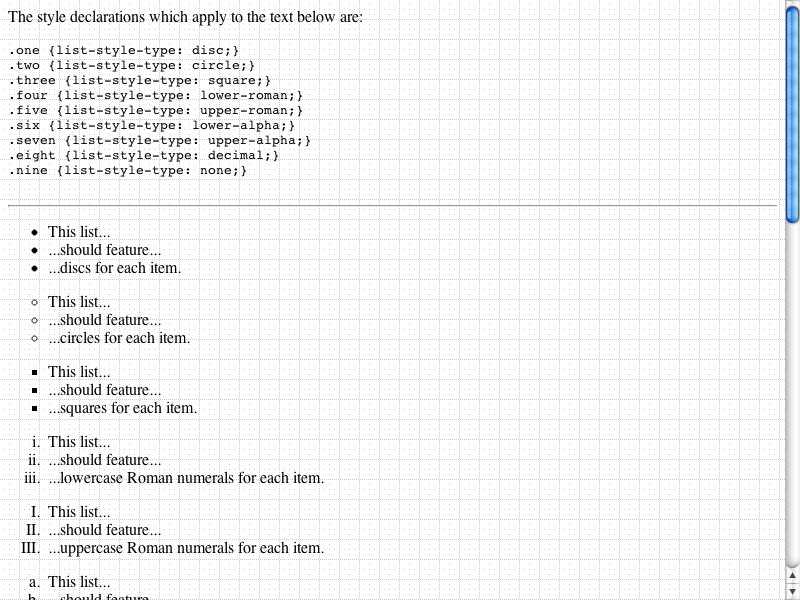 The style declarations which apply to the text below are:
.one {list-style-type: disc;}
.two {list-style-type: circle;}
.three {list-style-type: square;}
.four {list-style-type: lower-roman;}
.five {list-style-type: upper-roman;}
.six {list-style-type: lower-alpha;}
.seven {list-style-type: upper-alpha;}
.eight {list-style-type: decimal;}
.nine {list-style-type: none;}
• This list...
• ...should feature...
• ...discs for each item.
○ This list...
○ ...should feature...
○ ...circles for each item.
▪ This list...
▪ ...should feature...
▪ ...squares for each item.
i. This list...
ii. ...should feature...
iii. ...lowercase Roman numerals for each item.
I. This list...
II. ...should feature...
III. ...uppercase Roman numerals for each item.
a. This list...
b. ...should feature...